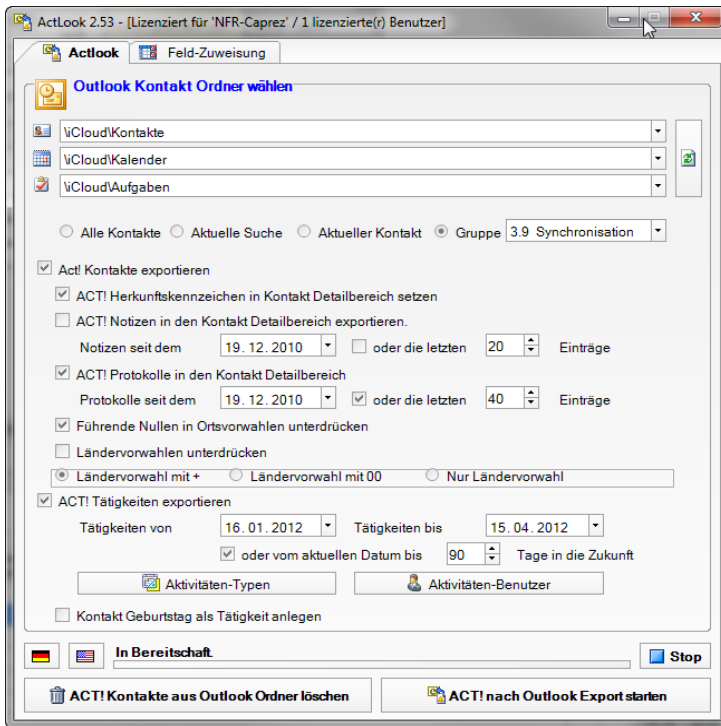 ActLook 2.53 - [Lizenziert für 'NFR-Caprez' / 1 lizenzierte(r) Benutzer]
Actlook Feld-Zuweisung
Outlook Kontakt Ordner wählen
\iCloud\Kontakte
\iCloud\Kalender
\iCloud\Aufgaben
Alle Kontakte Aktuelle Suche Aktueller Kontakt Gruppe 3.9 Synchronisation
Act! Kontakte exportieren
ACT! Herkunftskennzeichen in Kontakt Detailbereich setzen
ACT! Notizen in den Kontakt Detailbereich exportieren.
Notizen seit dem 19.12.2010 oder die letzten 20 Einträge
ACT! Protokolle in den Kontakt Detailbereich
Protokolle seit dem 19.12.2010 oder die letzten 40 Einträge
Führende Nullen in Ortsvorwahlen unterdrücken
Ländervorwahlen unterdrücken
Ländervorwahl mit + Ländervorwahl mit 00 Nur Ländervorwahl
ACT! Tätigkeiten exportieren
Tätigkeiten von 16.01.2012 Tätigkeiten bis 15.04.2012
oder vom aktuellen Datum bis 90 Tage in die Zukunft
Aktivitäten-Typen Aktivitäten-Benutzer
Kontakt Geburtstag als Tätigkeit anlegen
In Bereitschaft. Stop
ACT! Kontakte aus Outlook Ordner löschen ACT! nach Outlook Export starten